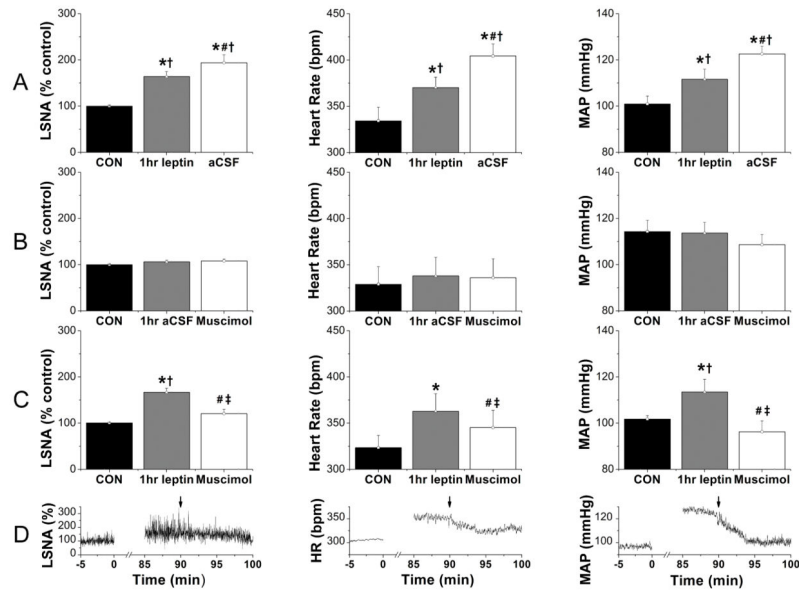 A
LSNA (% control)
300
200
100
0
*†
*#†
CON 1hr leptin aCSF
Heart Rate (bpm)
450
400
350
300
*†
*#†
CON 1hr leptin aCSF
MAP (mmHg)
140
120
100
80
*†
*#†
CON 1hr leptin aCSF
B
LSNA (% control)
300
200
100
0
CON 1hr aCSF Muscimol
Heart Rate (bpm)
450
400
350
300
CON 1hr aCSF Muscimol
MAP (mmHg)
140
120
100
80
CON 1hr aCSF Muscimol
C
LSNA (% control)
300
200
100
0
*†
#‡
CON 1hr leptin Muscimol
Heart Rate (bpm)
450
400
350
300
*
#‡
CON 1hr leptin Muscimol
MAP (mmHg)
140
120
100
80
*†
#‡
CON 1hr leptin Muscimol
D
LSNA (%)
400
300
200
100
0
-5 0 85 90 95 100
Time (min)
HR (bpm)
350
300
-5 0 85 90 95 100
Time (min)
MAP (mmHg)
120
100
-5 0 85 90 95 100
Time (min)